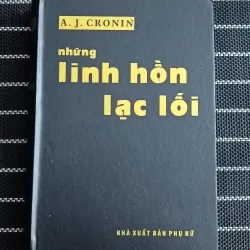 A. J. CRONIN
những
linh hồn
lạc lối
NHÀ XUẤT BẢN PHỤ NỮ